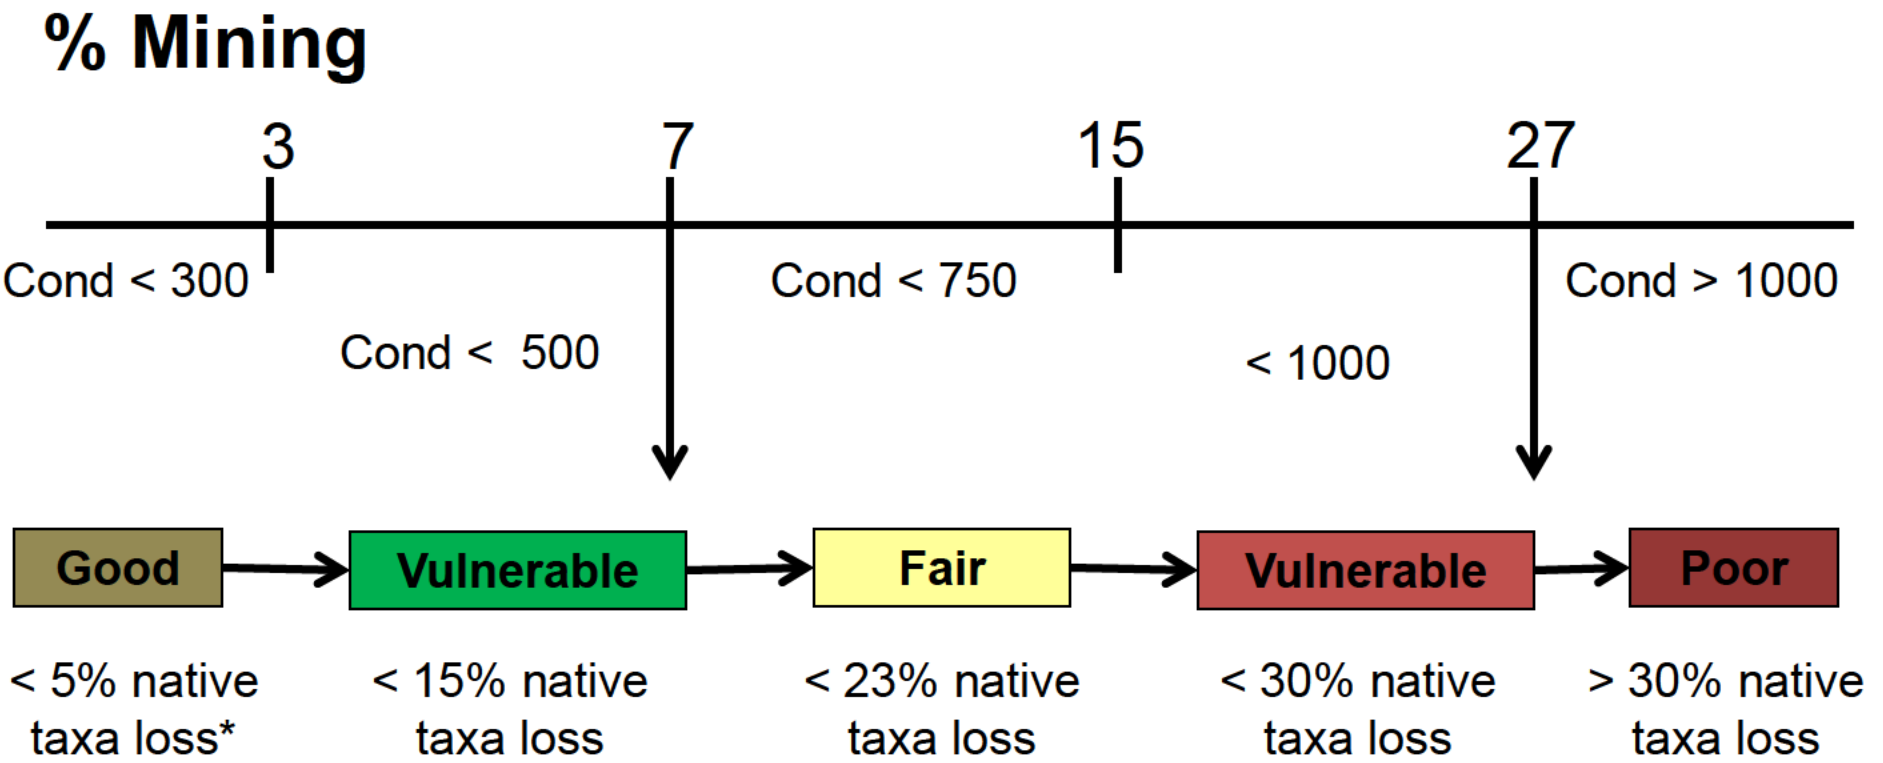 % Mining
3 7 15 27
Cond < 300 Cond < 750 Cond > 1000
Cond < 500 < 1000
Good Vulnerable Fair Vulnerable Poor
< 5% native < 15% native < 23% native < 30% native > 30% native
taxa loss* taxa loss taxa loss taxa loss taxa loss